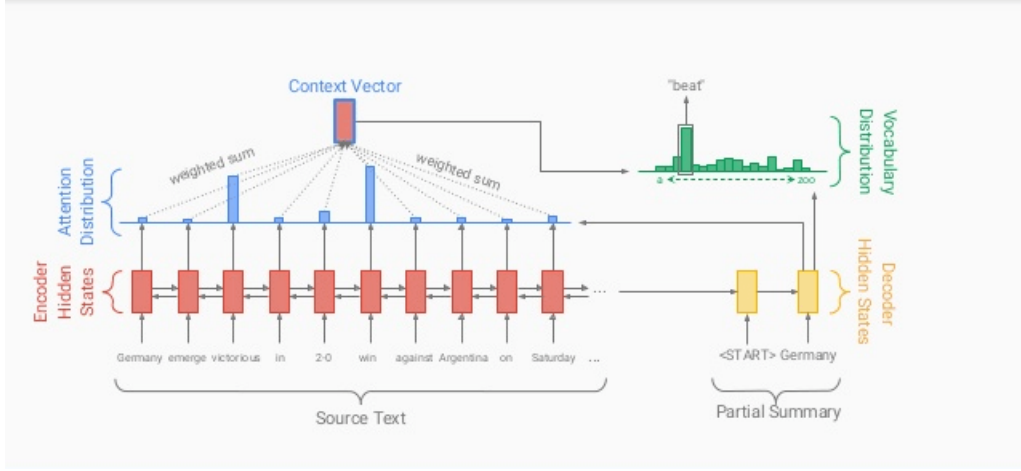 Context Vector
"beat"
weighted sum
weighted sum
Attention
Distribution
a
zoo
Vocabulary
Distribution
Encoder
Hidden
States
...
Decoder
Hidden States
Germany emerge victorious in 2-0 win against Argentina on Saturday ...
<START> Germany
Source Text
Partial Summary